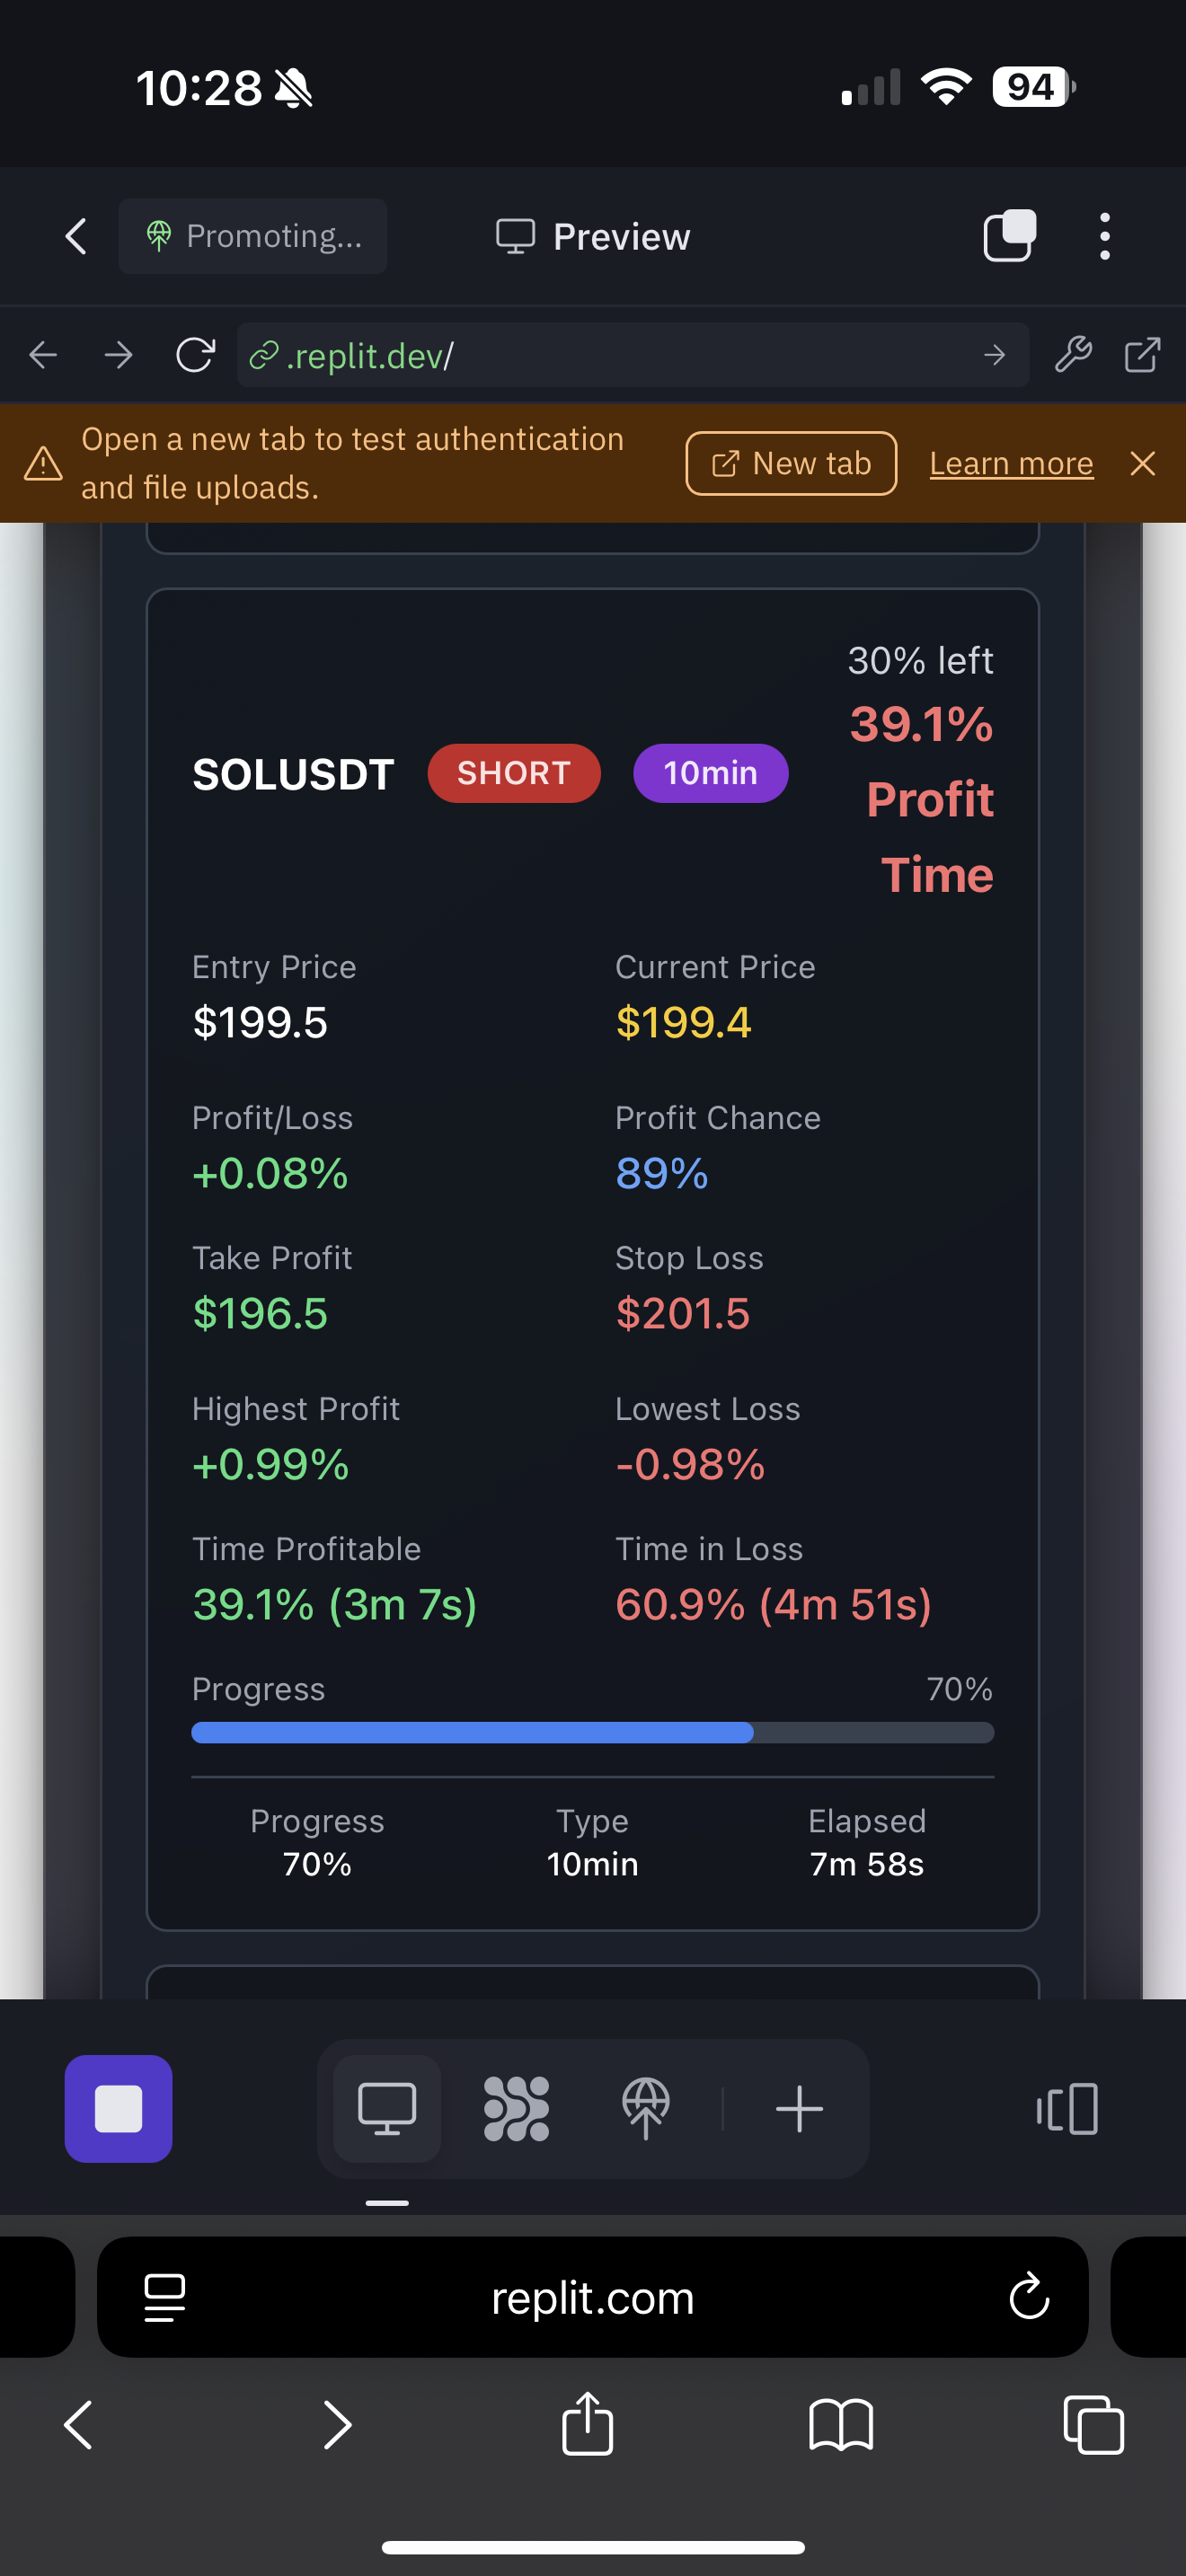 10:28
94
Promoting...
Preview
.replit.dev/
Open a new tab to test authentication
and file uploads.
New tab
Learn more
30% left
39.1%
Profit
Time
SOLUSDT
SHORT
10min
Entry Price
Current Price
$199.5
$199.4
Profit/Loss
Profit Chance
+0.08%
89%
Take Profit
Stop Loss
$196.5
$201.5
Highest Profit
Lowest Loss
+0.99%
-0.98%
Time Profitable
Time in Loss
39.1% (3m 7s)
60.9% (4m 51s)
Progress
70%
Progress
Type
Elapsed
70%
10min
7m 58s
replit.com